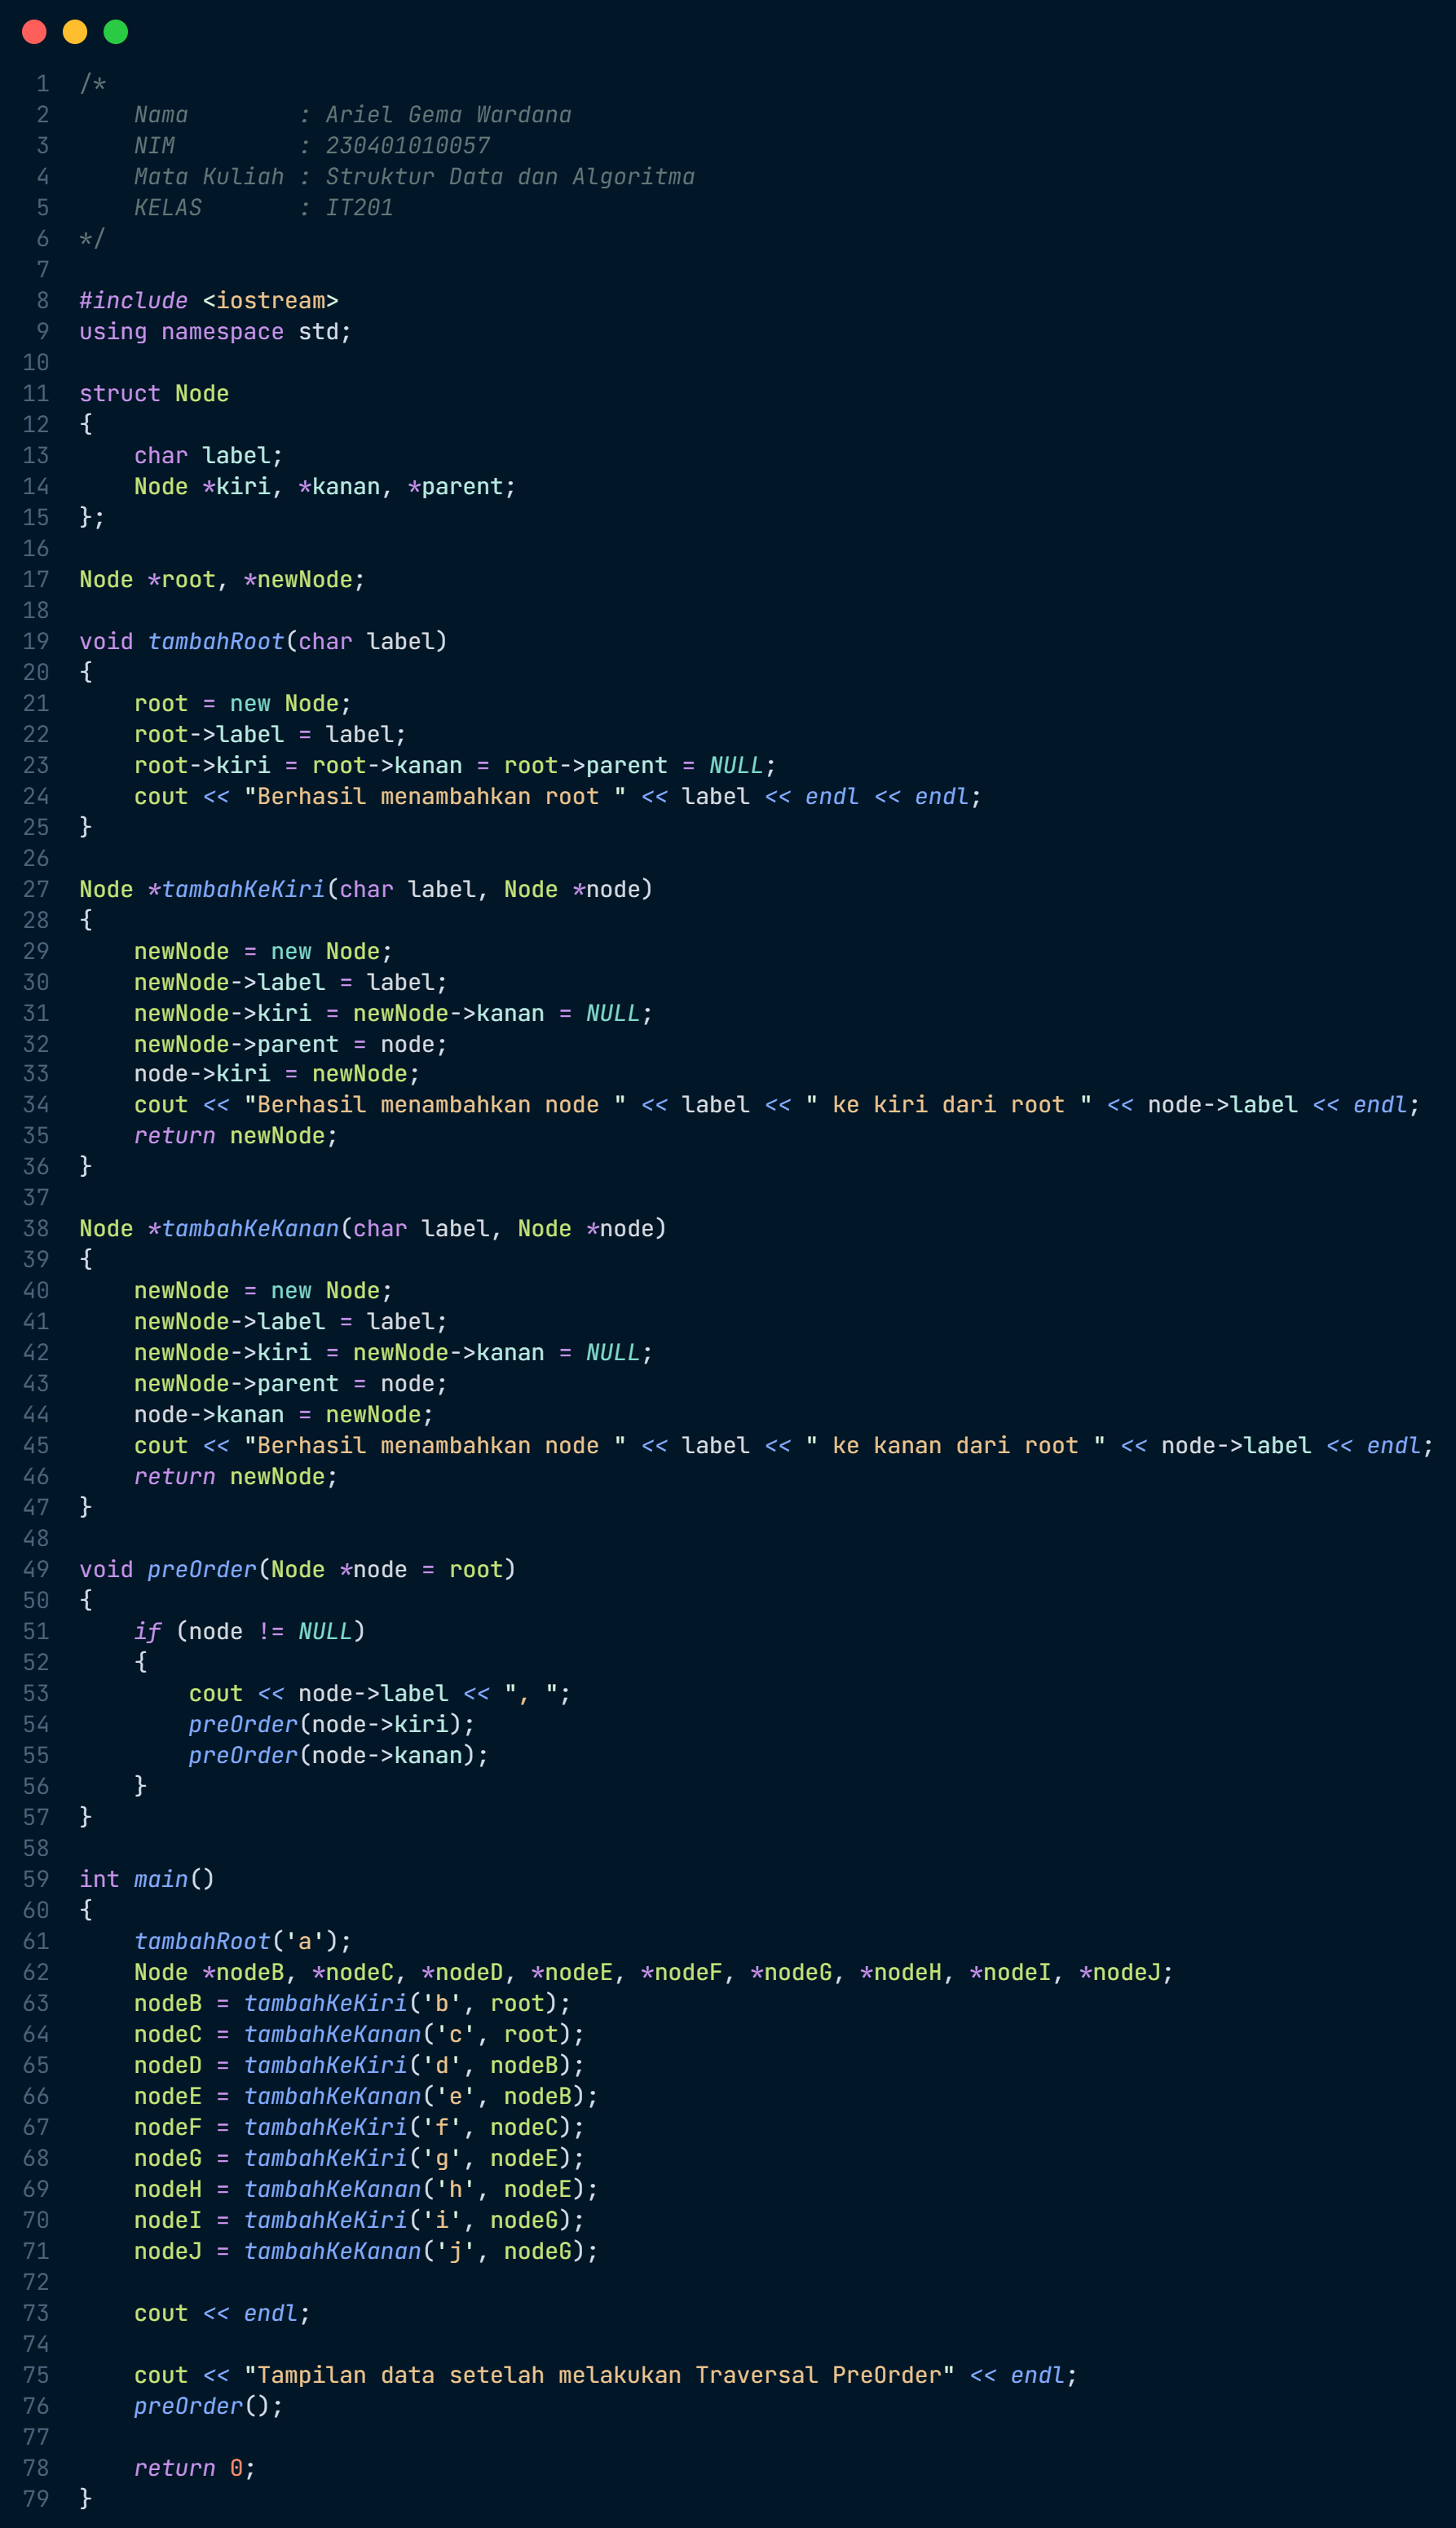 1 /*
2     Nama        : Ariel Gema Wardana
3     NIM         : 230401010057
4     Mata Kuliah : Struktur Data dan Algoritma
5     KELAS       : IT201
6 */
7
8 #include <iostream>
9 using namespace std;
10
11 struct Node
12 {
13     char label;
14     Node *kiri, *kanan, *parent;
15 };
16
17 Node *root, *newNode;
18
19 void tambahRoot(char label)
20 {
21     root = new Node;
22     root->label = label;
23     root->kiri = root->kanan = root->parent = NULL;
24     cout << "Berhasil menambahkan root " << label << endl << endl;
25 }
26
27 Node *tambahKeKiri(char label, Node *node)
28 {
29     newNode = new Node;
30     newNode->label = label;
31     newNode->kiri = newNode->kanan = NULL;
32     newNode->parent = node;
33     node->kiri = newNode;
34     cout << "Berhasil menambahkan node " << label << " ke kiri dari root " << node->label << endl;
35     return newNode;
36 }
37
38 Node *tambahKeKanan(char label, Node *node)
39 {
40     newNode = new Node;
41     newNode->label = label;
42     newNode->kiri = newNode->kanan = NULL;
43     newNode->parent = node;
44     node->kanan = newNode;
45     cout << "Berhasil menambahkan node " << label << " ke kanan dari root " << node->label << endl;
46     return newNode;
47 }
48
49 void preOrder(Node *node = root)
50 {
51     if (node != NULL)
52     {
53         cout << node->label << ", ";
54         preOrder(node->kiri);
55         preOrder(node->kanan);
56     }
57 }
58
59 int main()
60 {
61     tambahRoot('a');
62     Node *nodeB, *nodeC, *nodeD, *nodeE, *nodeF, *nodeG, *nodeH, *nodeI, *nodeJ;
63     nodeB = tambahKeKiri('b', root);
64     nodeC = tambahKeKanan('c', root);
65     nodeD = tambahKeKiri('d', nodeB);
66     nodeE = tambahKeKanan('e', nodeB);
67     nodeF = tambahKeKiri('f', nodeC);
68     nodeG = tambahKeKiri('g', nodeE);
69     nodeH = tambahKeKanan('h', nodeE);
70     nodeI = tambahKeKiri('i', nodeG);
71     nodeJ = tambahKeKanan('j', nodeG);
72
73     cout << endl;
74
75     cout << "Tampilan data setelah melakukan Traversal PreOrder" << endl;
76     preOrder();
77
78     return 0;
79 }